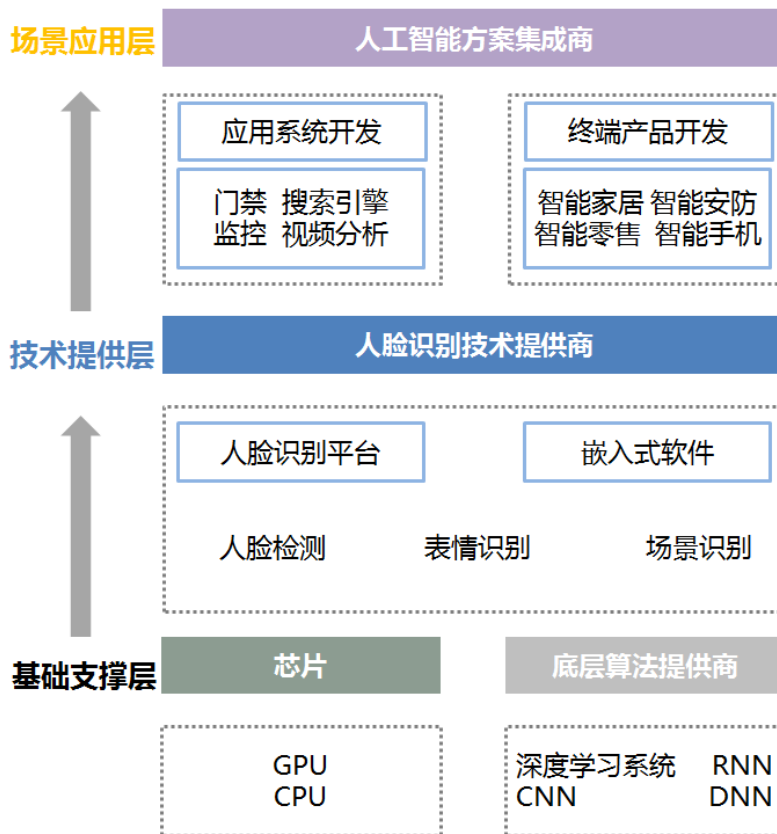 场景应用层
人工智能方案集成商
应用系统开发
终端产品开发
门禁 搜索引擎
监控 视频分析
智能家居 智能安防
智能零售 智能手机
技术提供层
人脸识别技术提供商
人脸识别平台
嵌入式软件
人脸检测
表情识别
场景识别
基础支撑层
芯片
底层算法提供商
GPU
CPU
深度学习系统 RNN
CNN DNN